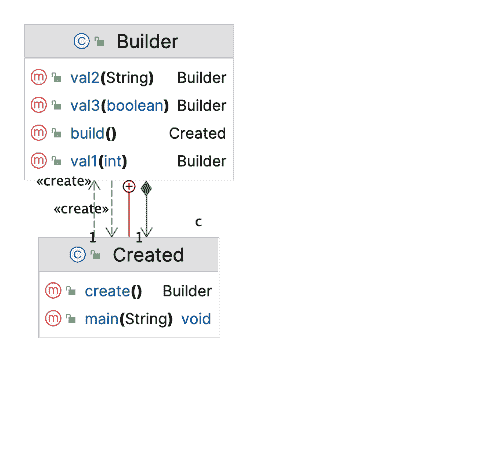 Builder
val2(String) Builder
val3(boolean) Builder
build() Created
val1(int) Builder
«create»
«create»
c
1 1
Created
create() Builder
main(String) void